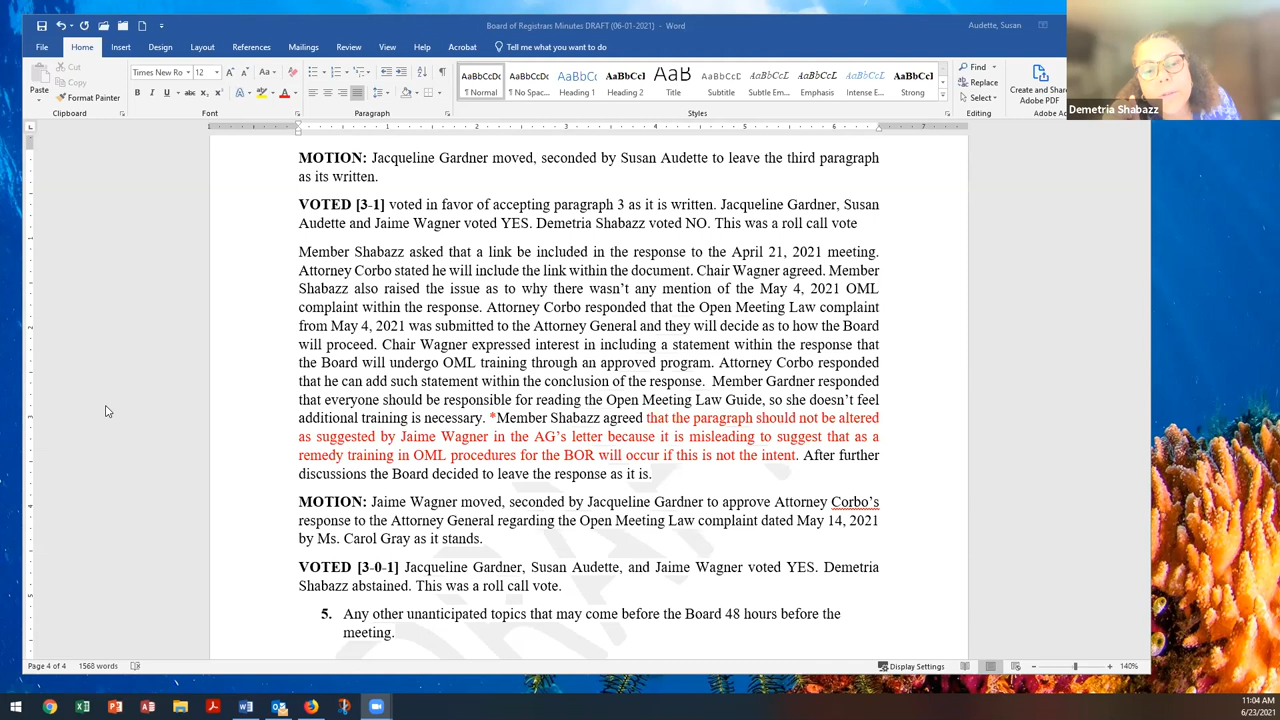 Board of Registrars Minutes DRAFT (06-01-2021) - Word
Audette, Susan
File Home Insert Design Layout References Mailings Review View Help Acrobat Tell me what you want to do
Paste
Cut
Copy
Format Painter
Clipboard
Times New Ro 12
Font
Paragraph
AaBbCcDc AaBbCcDc AaBbCc AaBbCcl AaB AaBbCcD AaBbCcDt AaBbCcDt AaBbCcDt AaBbCcl
¶ Normal ¶ No Spac... Heading 1 Heading 2 Title Subtitle Subtle Em... Emphasis Intense E... Strong
Styles
Find
Replace
Select
Editing
Create and Share
Adobe PDF
Adobe Ac
Demetria Shabazz
MOTION: Jacqueline Gardner moved, seconded by Susan Audette to leave the third paragraph
as its written.
VOTED [3-1] voted in favor of accepting paragraph 3 as it is written. Jacqueline Gardner, Susan
Audette and Jaime Wagner voted YES. Demetria Shabazz voted NO. This was a roll call vote
Member Shabazz asked that a link be included in the response to the April 21, 2021 meeting.
Attorney Corbo stated he will include the link within the document. Chair Wagner agreed. Member
Shabazz also raised the issue as to why there wasn't any mention of the May 4, 2021 OML
complaint within the response. Attorney Corbo responded that the Open Meeting Law complaint
from May 4, 2021 was submitted to the Attorney General and they will decide as to how the Board
will proceed. Chair Wagner expressed interest in including a statement within the response that
the Board will undergo OML training through an approved program. Attorney Corbo responded
that he can add such statement within the conclusion of the response. Member Gardner responded
that everyone should be responsible for reading the Open Meeting Law Guide, so she doesn't feel
additional training is necessary. *Member Shabazz agreed that the paragraph should not be altered
as suggested by Jaime Wagner in the AG's letter because it is misleading to suggest that as a
remedy training in OML procedures for the BOR will occur if this is not the intent. After further
discussions the Board decided to leave the response as it is.
MOTION: Jaime Wagner moved, seconded by Jacqueline Gardner to approve Attorney Corbo's
response to the Attorney General regarding the Open Meeting Law complaint dated May 14, 2021
by Ms. Carol Gray as it stands.
VOTED [3-0-1] Jacqueline Gardner, Susan Audette, and Jaime Wagner voted YES. Demetria
Shabazz abstained. This was a roll call vote.
5. Any other unanticipated topics that may come before the Board 48 hours before the
meeting.
Page 4 of 4 1568 words
Display Settings
140%
11:04 AM
6/23/2021